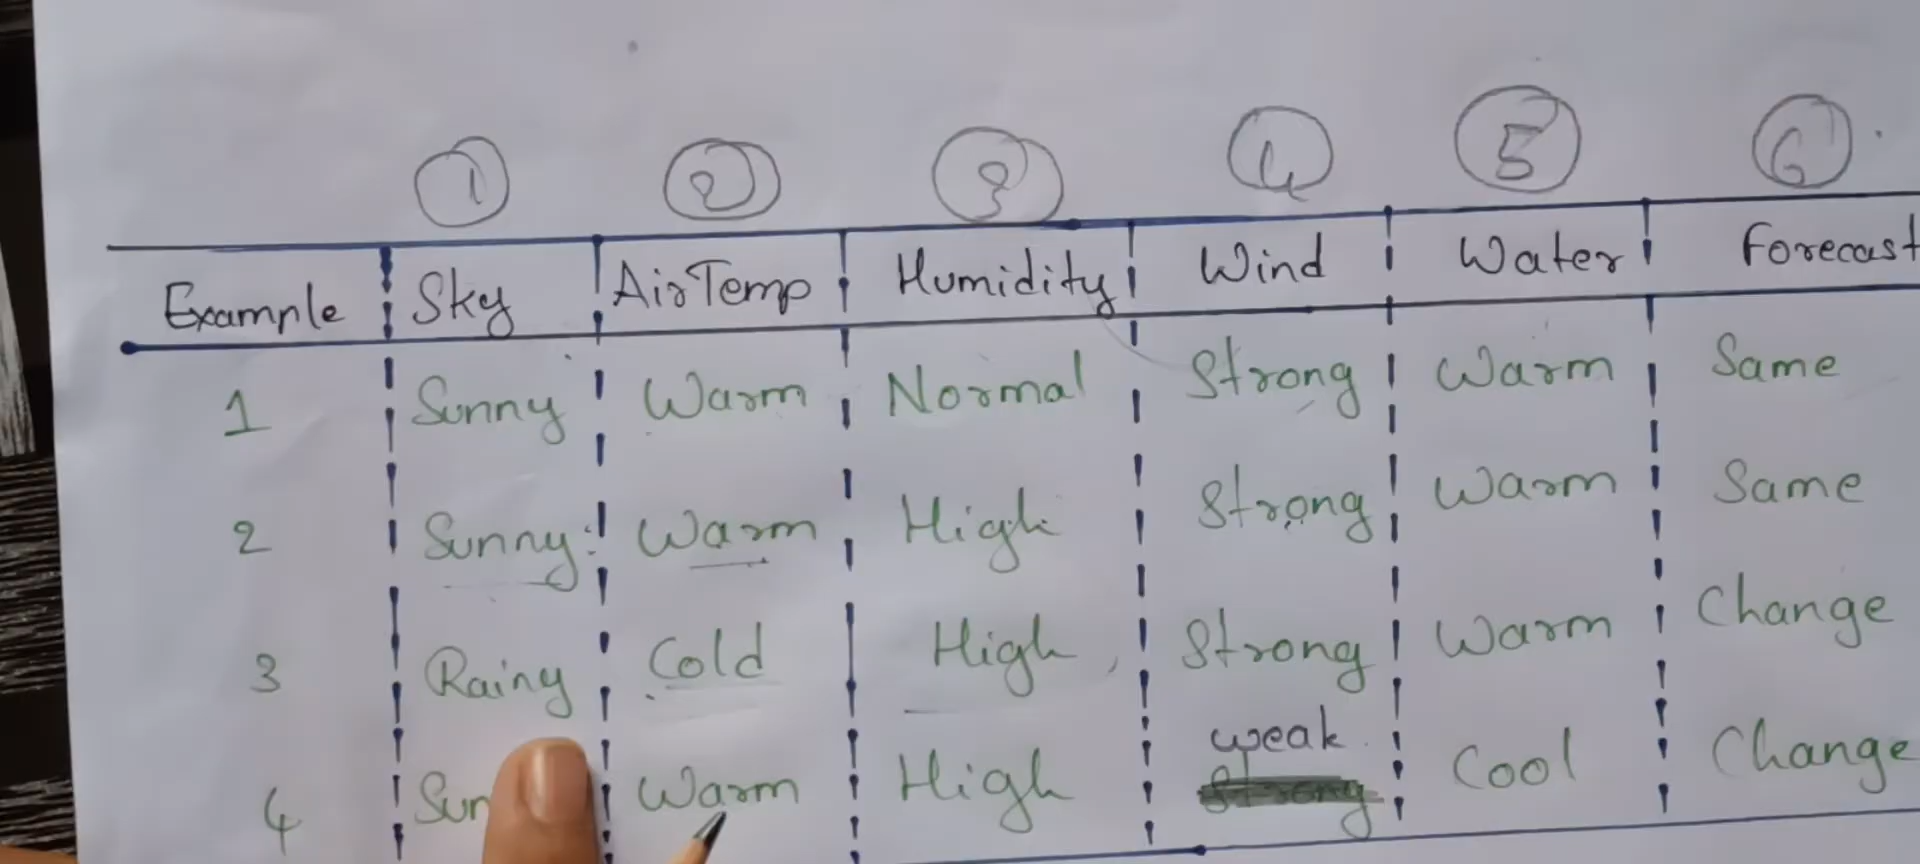 1 2 3 4 5 6
Example Sky AirTemp Humidity Wind Water Forecast
1 Sunny Warm Normal Strong Warm Same
2 Sunny Warm High Strong Warm Same
3 Rainy Cold High Strong Warm Change
weak
4 Sun Warm High Strong Cool Change